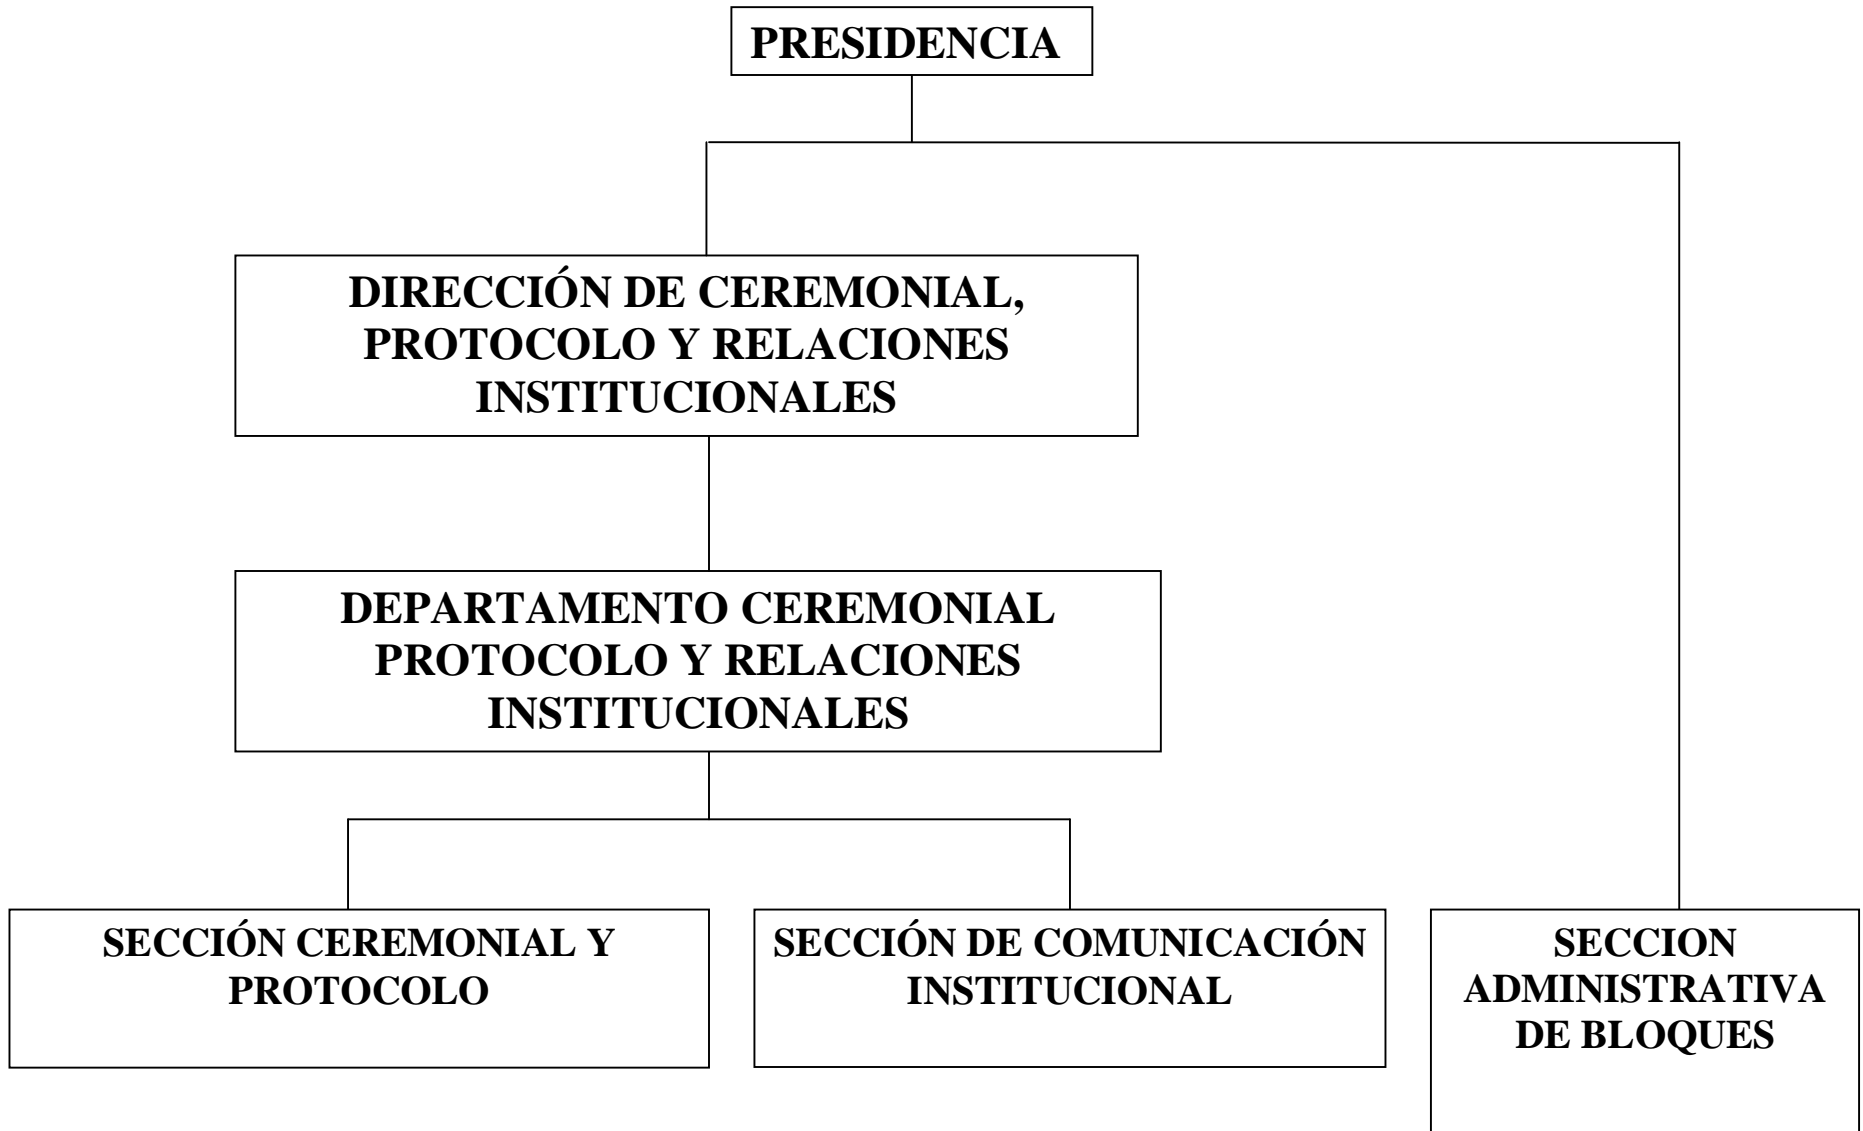 PRESIDENCIA
DIRECCIÓN DE CEREMONIAL,
PROTOCOLO Y RELACIONES
INSTITUCIONALES
DEPARTAMENTO CEREMONIAL
PROTOCOLO Y RELACIONES
INSTITUCIONALES
SECCIÓN CEREMONIAL Y
PROTOCOLO
SECCIÓN DE COMUNICACIÓN
INSTITUCIONAL
SECCION
ADMINISTRATIVA
DE BLOQUES